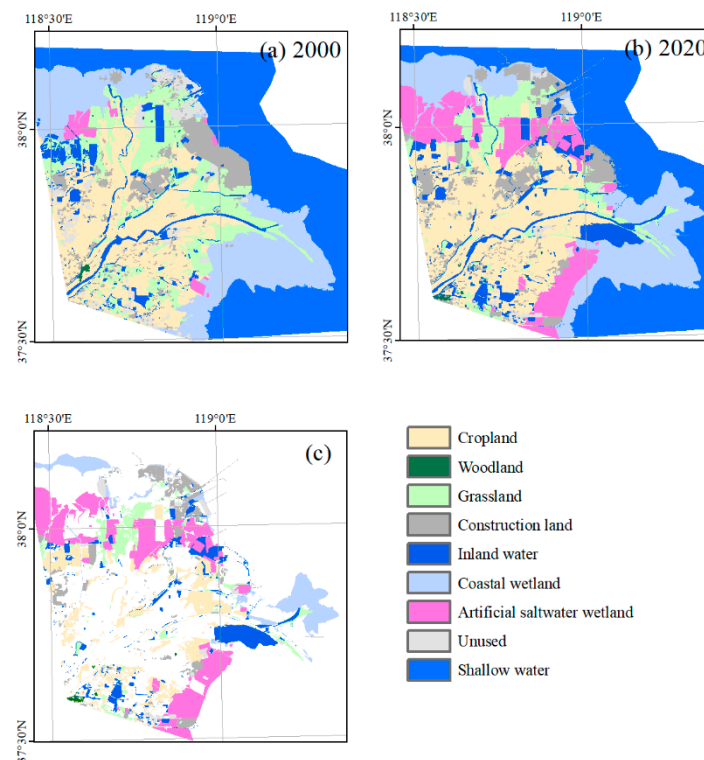 118°30'E
119°0'E
(a) 2000
38°0'N
37°30'N
118°30'E
119°0'E
(b) 2020
38°0'N
37°30'N
118°30'E
119°0'E
(c)
38°0'N
37°30'N
Cropland
Woodland
Grassland
Construction land
Inland water
Coastal wetland
Artificial saltwater wetland
Unused
Shallow water